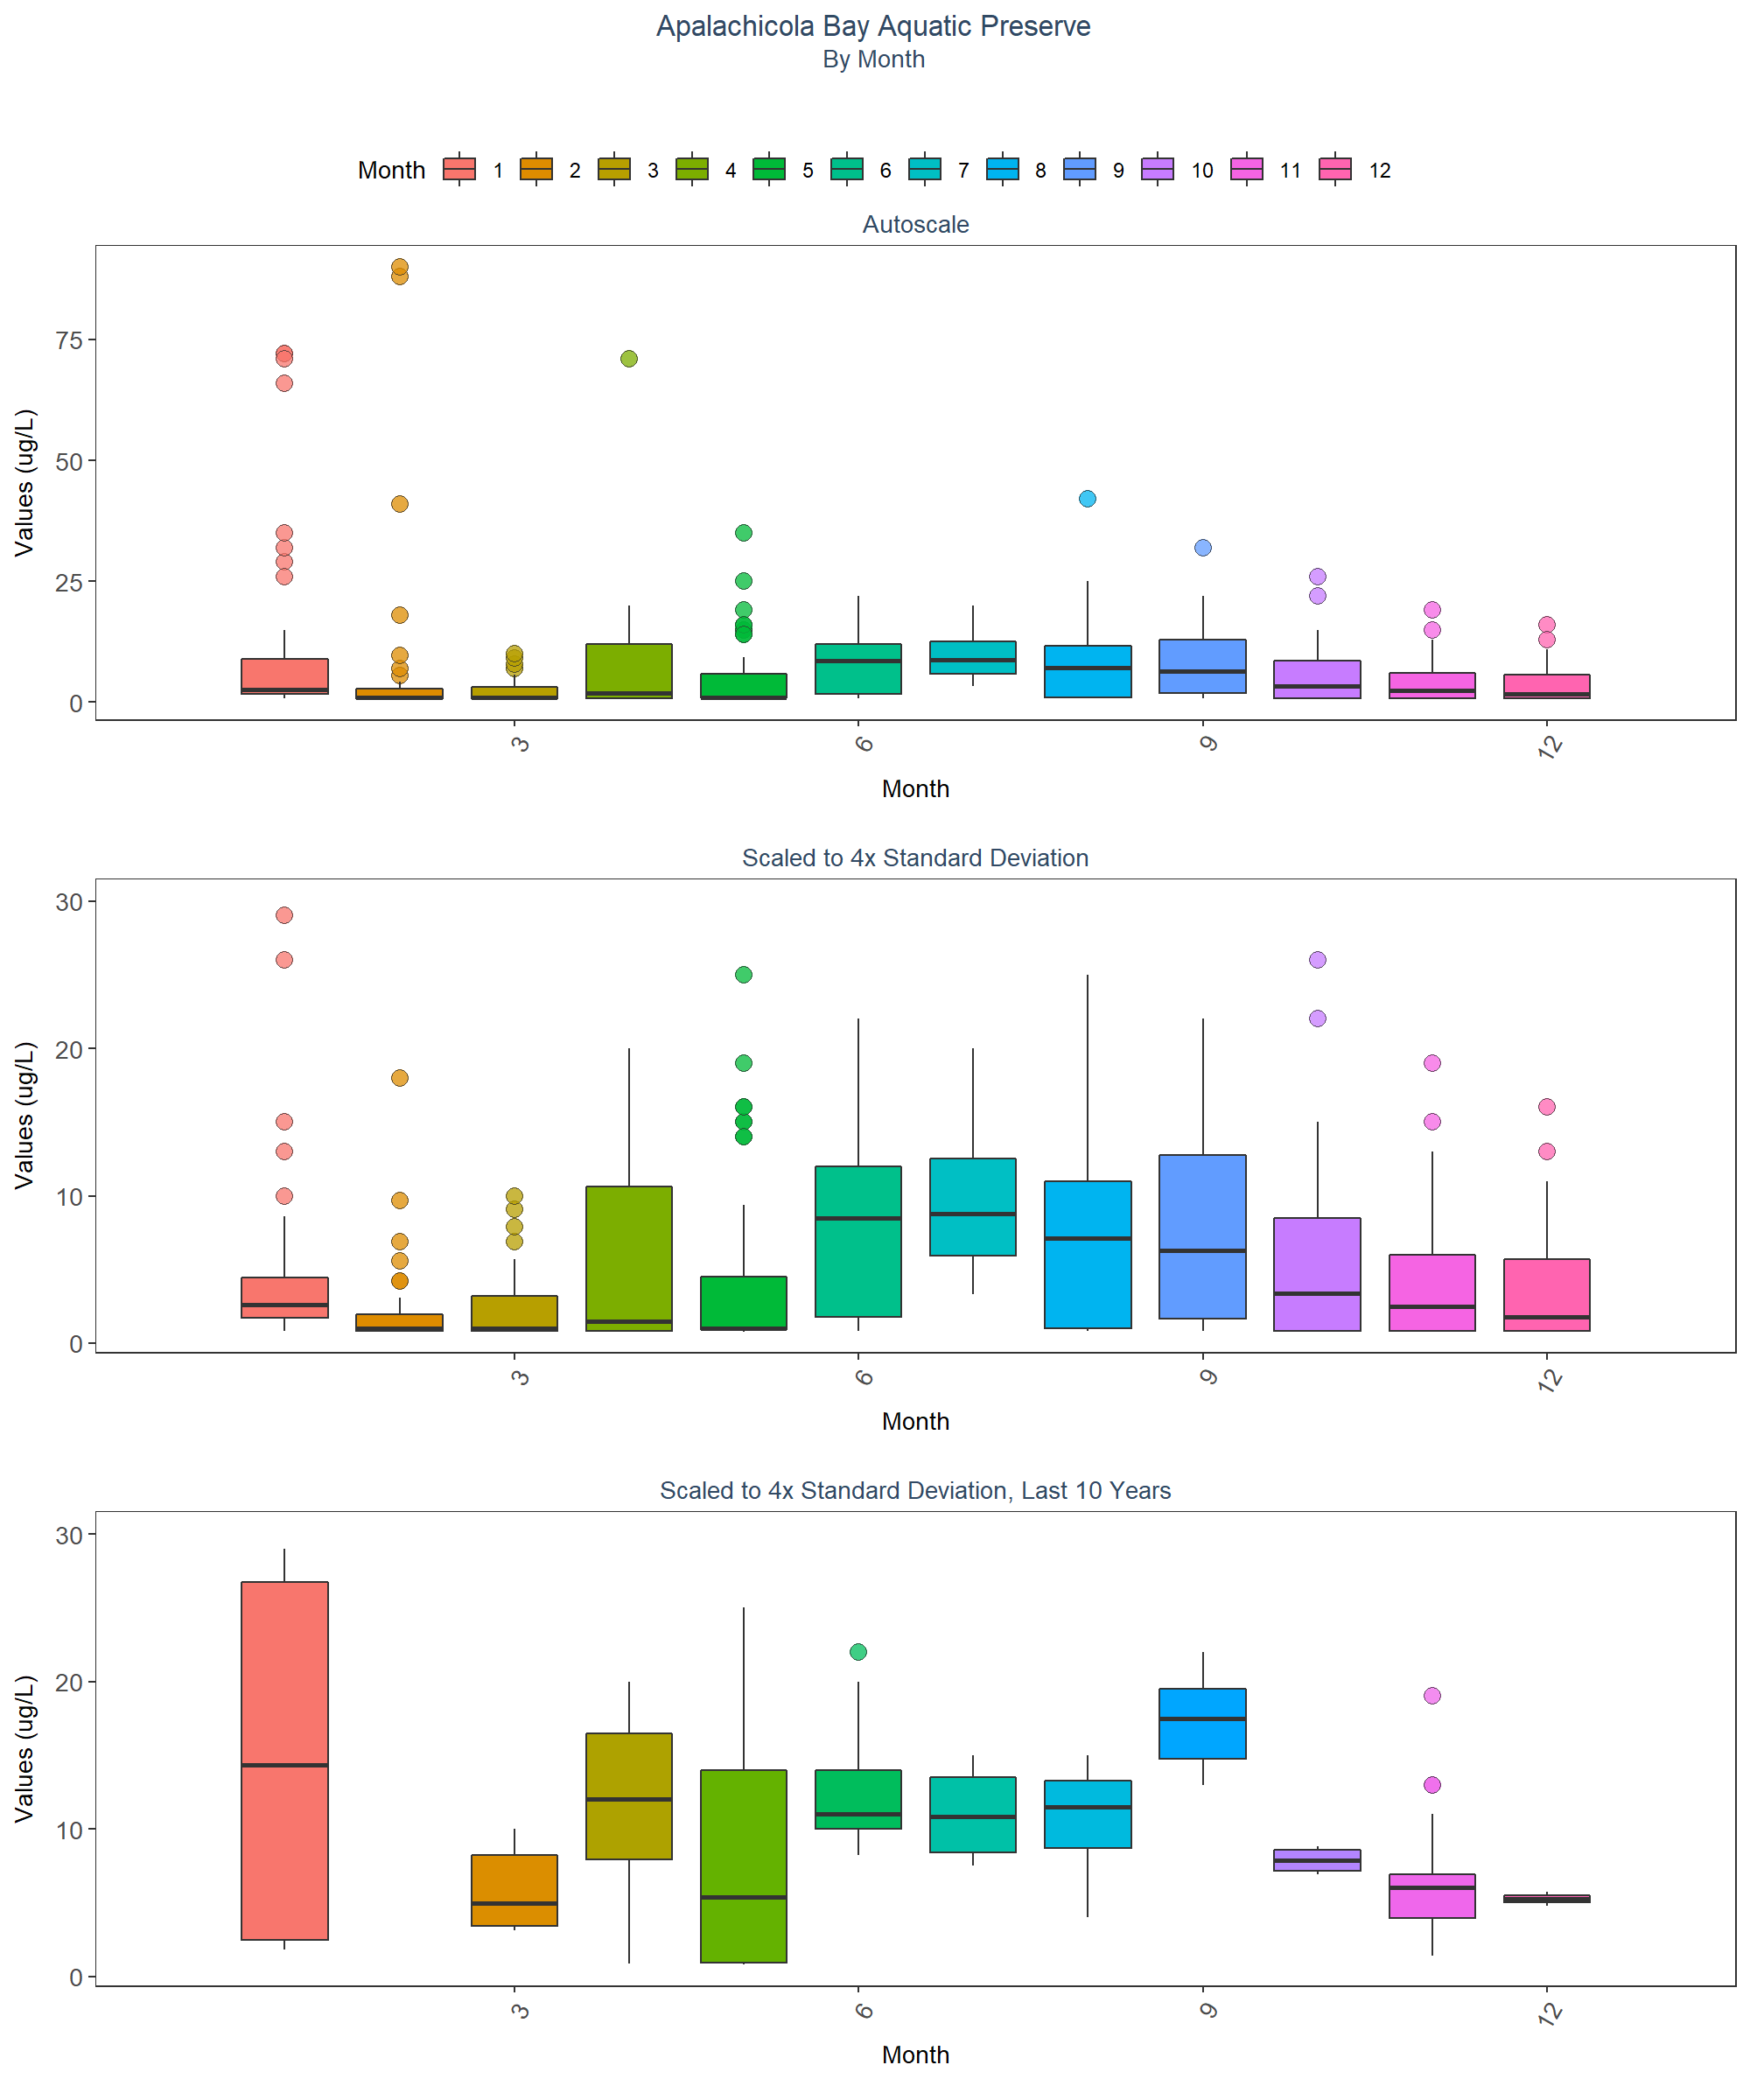 Apalachicola Bay Aquatic Preserve
By Month
Month 1 2 3 4 5 6 7 8 9 10 11 12
Autoscale
Values (ug/L)
75
50
25
0
3 6 9 12
Month
Scaled to 4x Standard Deviation
Values (ug/L)
30
20
10
0
3 6 9 12
Month
Scaled to 4x Standard Deviation, Last 10 Years
Values (ug/L)
30
20
10
0
3 6 9 12
Month